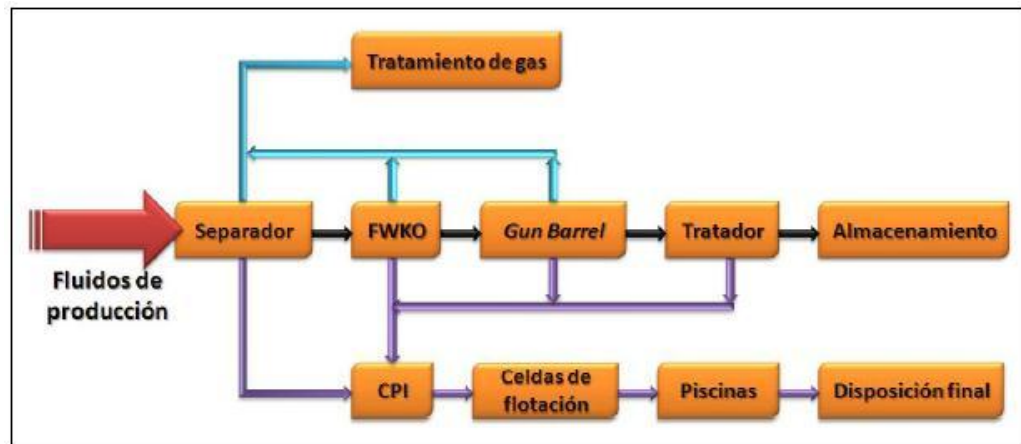 Tratamiento de gas
Separador
FWKO
Gun Barrel
Tratador
Almacenamiento
Fluidos de
producción
CPI
Celdas de
flotación
Piscinas
Disposición final